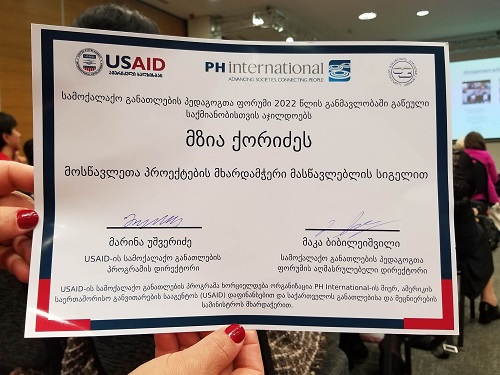 USAID
ᲐᲛᲔᲠᲘᲙᲔᲚᲘ ᲮᲐᲚᲮᲘᲡᲒᲐᲜ
PH international
ADVANCING SOCIETIES, CONNECTING PEOPLE
სამოქალაქო განათლების პედაგოგთა ფორუმი 2022 წლის განმავლობაში გაწეული
საქმიანობისთვის აჯილდოებს
მზია ქორიძეს
მოსწავლეთა პროექტების მხარდამჭერი მასწავლებლის სიგელით
მარინა უშვერიძე
USAID-ის სამოქალაქო განათლების
პროგრამის დირექტორი
მაკა ბიბილეიშვილი
სამოქალაქო განათლების პედაგოგთა
ფორუმის აღმასრულებელი დირექტორი
USAID-ის სამოქალაქო განათლების პროგრამა ხორციელდება ორგანიზაცია PH International-ის მიერ, ამერიკის
საერთაშორისო განვითარების სააგენტოს (USAID) დაფინანსებით და საქართველოს განათლებისა და მეცნიერების
სამინისტროს მხარდაჭერით.